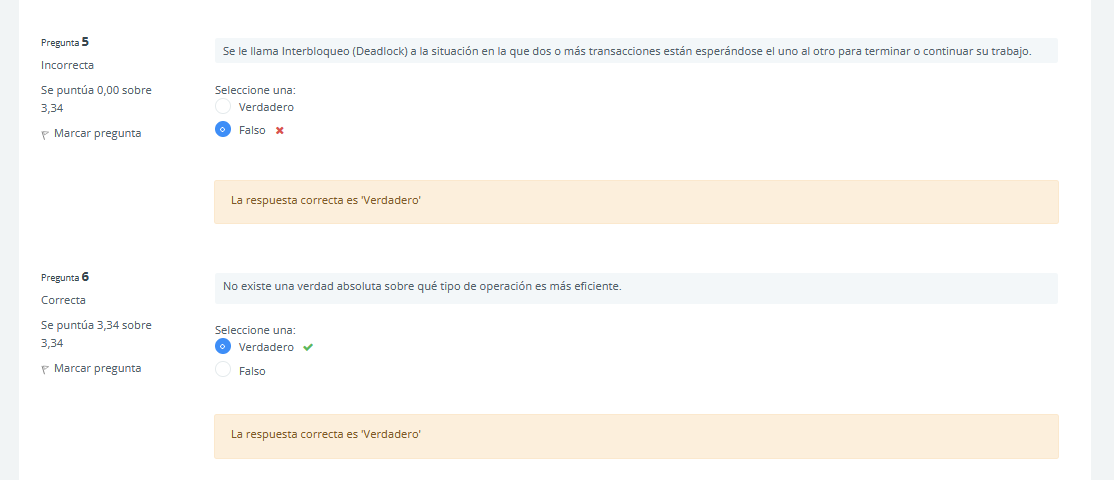 Pregunta 5
Incorrecta
Se puntúa 0,00 sobre
3,34
Marcar pregunta
Se le llama Interbloqueo (Deadlock) a la situación en la que dos o más transacciones están esperándose el uno al otro para terminar o continuar su trabajo.
Seleccione una:
Verdadero
Falso
La respuesta correcta es 'Verdadero'
Pregunta 6
Correcta
Se puntúa 3,34 sobre
3,34
Marcar pregunta
No existe una verdad absoluta sobre qué tipo de operación es más eficiente.
Seleccione una:
Verdadero
Falso
La respuesta correcta es 'Verdadero'